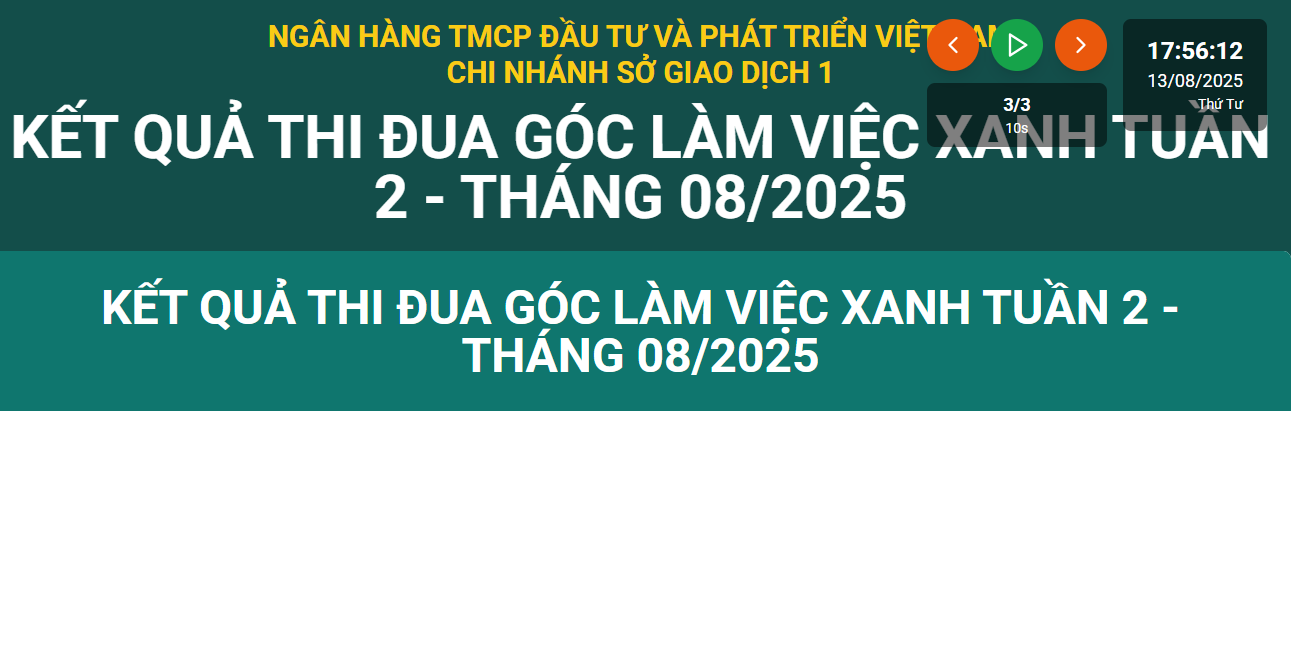 NGÂN HÀNG TMCP ĐẦU TƯ VÀ PHÁT TRIỂN VIỆT NAM
CHI NHÁNH SỞ GIAO DỊCH 1
KẾT QUẢ THI ĐUA GÓC LÀM VIỆC XANH TUẦN
2 - THÁNG 08/2025
3/3
10s
17:56:12
13/08/2025
Thứ Tư
KẾT QUẢ THI ĐUA GÓC LÀM VIỆC XANH TUẦN 2 -
THÁNG 08/2025